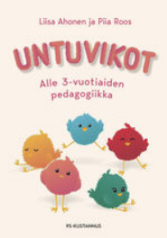 Liisa Ahonen ja Piia Roos
UNTUVIKOT
Alle 3-vuotiaiden
pedagogiikka
PS-KUSTANNUS